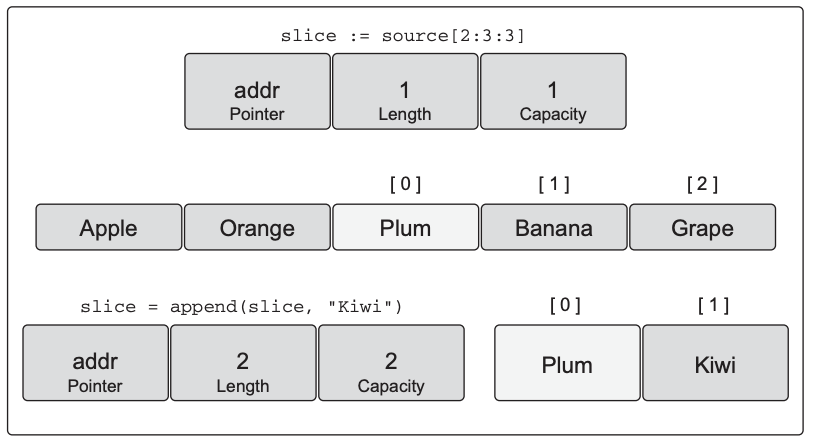 slice := source[2:3:3]
addr 1 1
Pointer Length Capacity
[0] [1] [2]
Apple Orange Plum Banana Grape
slice = append(slice, "Kiwi") [0] [1]
addr 2 2 Plum Kiwi
Pointer Length Capacity